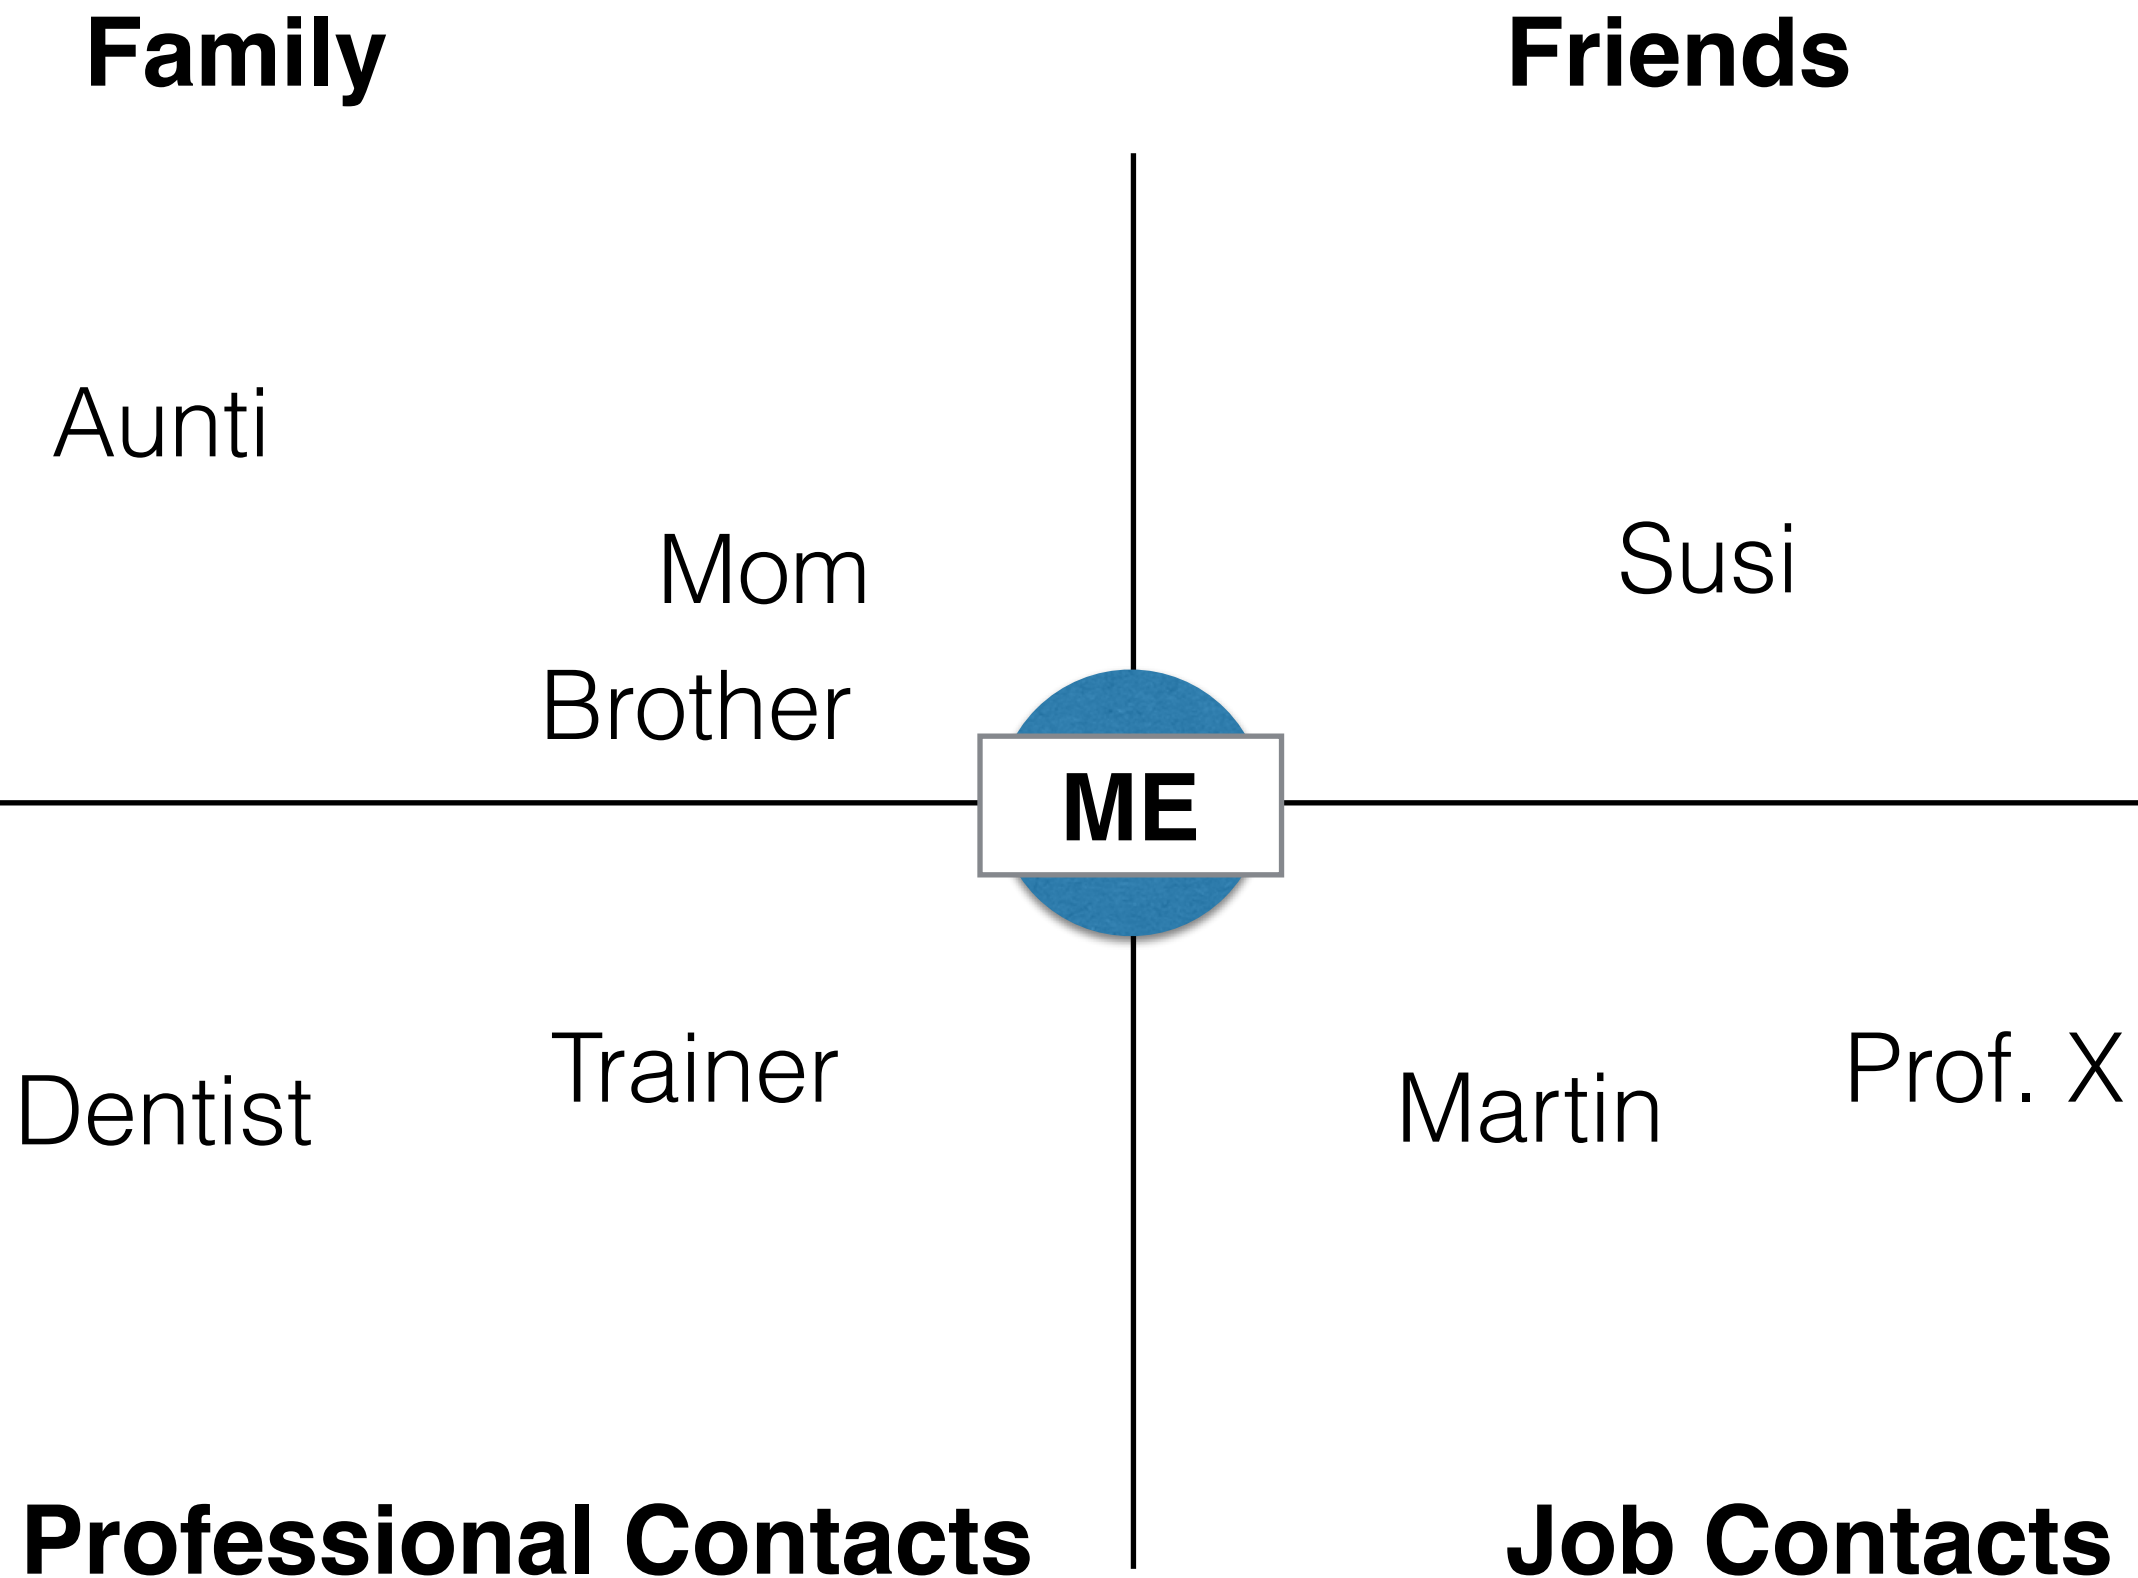 Family
Friends
Aunti
Mom
Susi
Brother
ME
Trainer
Dentist
Martin
Prof. X
Professional Contacts
Job Contacts